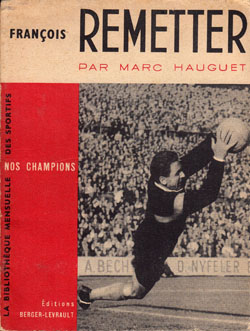 FRANÇOIS REMETTER
PAR MARC HAUGUET
LA BIBLIOTHÈQUE MENSUELLE DES SPORTIFS
NOS CHAMPIONS
A. BECH
D. NYFELER
Éditions
BERGER-LEVRAULT